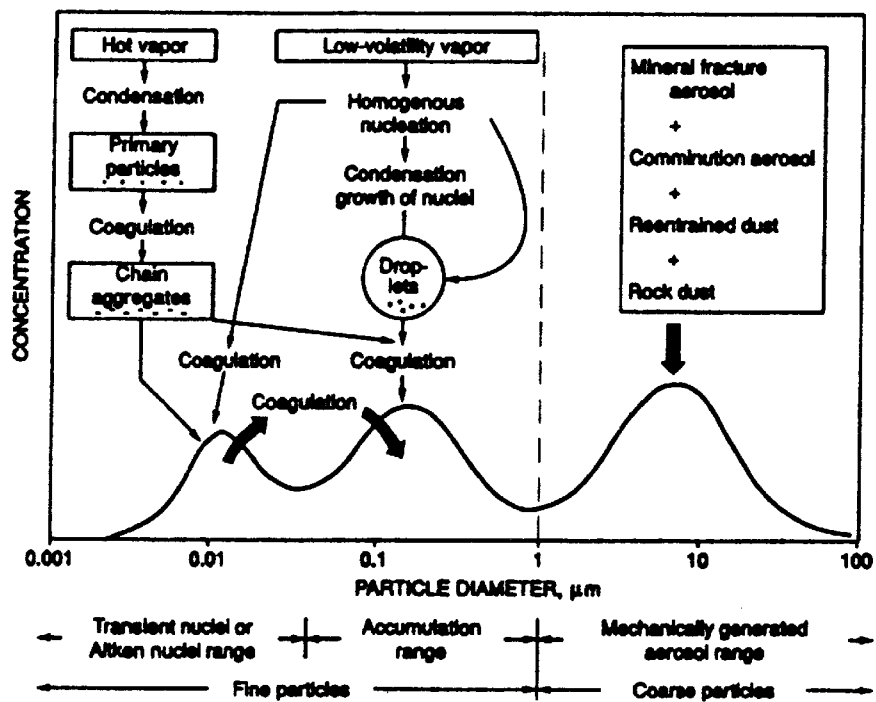 Hot vapor
Condensation
Primary
particles
Coagulation
Chain
aggregates
Low-volatility vapor
Homogenous
nucleation
Condensation
growth of nuclei
Drop-
lets
Coagulation
Coagulation
Coagulation
Mineral fracture
aerosol
+
Comminution aerosol
+
Reentrained dust
+
Rock dust
CONCENTRATION
0.001
0.01
0.1
1
10
100
PARTICLE DIAMETER, μm
Transient nuclei or
Aitken nuclei range
Accumulation
range
Mechanically generated
aerosol range
Fine particles
Coarse particles